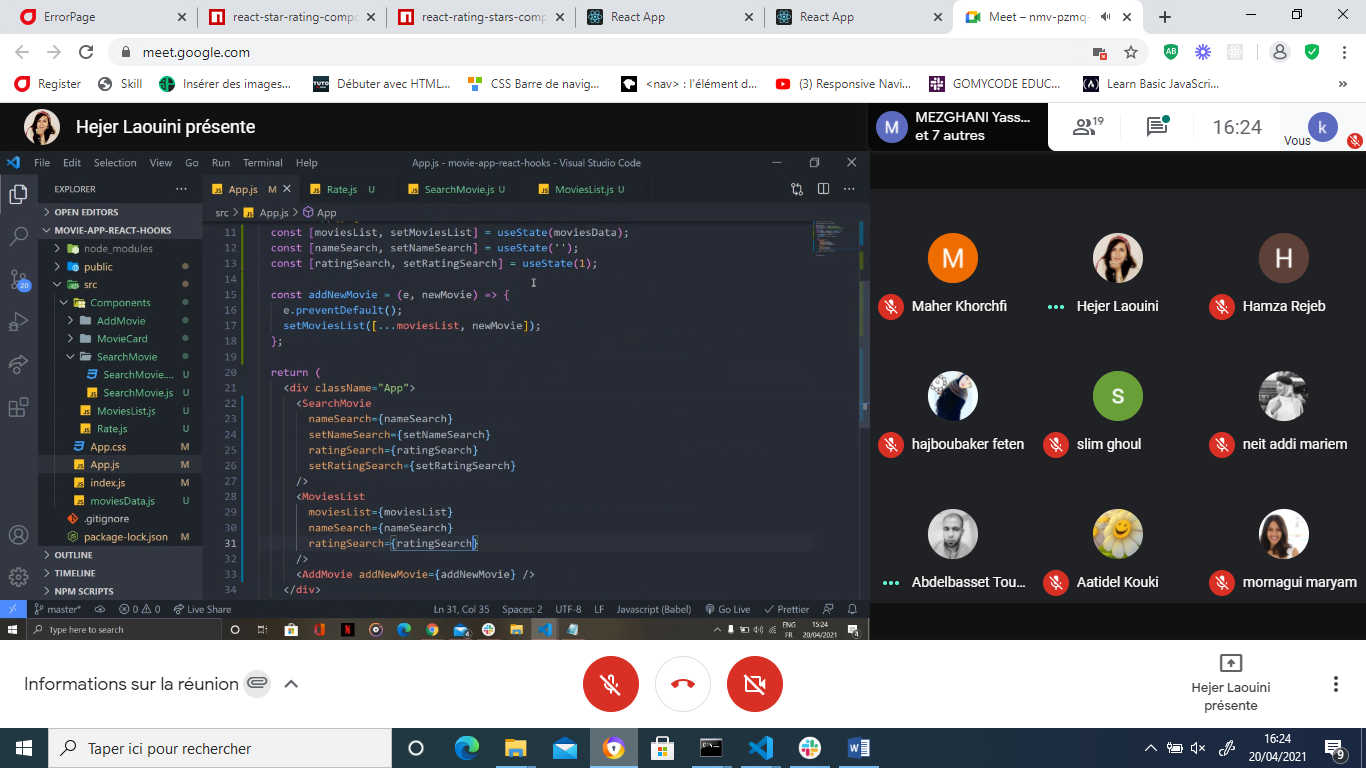 ErrorPage
react-star-rating-compo
react-rating-stars-comp
React App
React App
Meet – nmv-pzmq-
meet.google.com
Register
Skill
Insérer des images...
Débuter avec HTML...
CSS Barre de navig...
<nav> : l'élément d...
(3) Responsive Navi...
GOMYCODE EDUC...
Learn Basic JavaScri...
Hejer Laouini présente
MEZGHANI Yass...
et 7 autres
19
16:24
Vous
File Edit Selection View Go Run Terminal Help
App.js - movie-app-react-hooks - Visual Studio Code
EXPLORER
OPEN EDITORS
MOVIE-APP-REACT-HOOKS
node_modules
public
src
Components
AddMovie
MovieCard
SearchMovie
SearchMovie.... U
SearchMovie.js U
MoviesList.js U
Rate.js U
App.css M
App.js M
index.js M
moviesData.js U
.gitignore
package-lock.json M
OUTLINE
TIMELINE
NPM SCRIPTS
App.js M
Rate.js U
SearchMovie.js U
MoviesList.js U
src > App.js > App
11 const [moviesList, setMoviesList] = useState(moviesData);
12 const [nameSearch, setNameSearch] = useState('');
13 const [ratingSearch, setRatingSearch] = useState(1);
14
15 const addNewMovie = (e, newMovie) => {
16 e.preventDefault();
17 setMoviesList([...moviesList, newMovie]);
18 };
19
20 return (
21 <div className="App">
22 <SearchMovie
23 nameSearch={nameSearch}
24 setNameSearch={setNameSearch}
25 ratingSearch={ratingSearch}
26 setRatingSearch={setRatingSearch}
27 />
28 <MoviesList
29 moviesList={moviesList}
30 nameSearch={nameSearch}
31 ratingSearch={ratingSearch}
32 />
33 <AddMovie addNewMovie={addNewMovie} />
34 </div>
master* 0 0 Live Share
Ln 31, Col 35 Spaces: 2 UTF-8 LF Javascript (Babel) Go Live Prettier
Type here to search
ENG
FR
15:24
20/04/2021
Maher Khorchfi
Hejer Laouini
Hamza Rejeb
hajboubaker feten
slim ghoul
neit addi mariem
Abdelbasset Tou...
Aatidel Kouki
mornagui maryam
Informations sur la réunion
Hejer Laouini
présente
Taper ici pour rechercher
16:24
20/04/2021
9